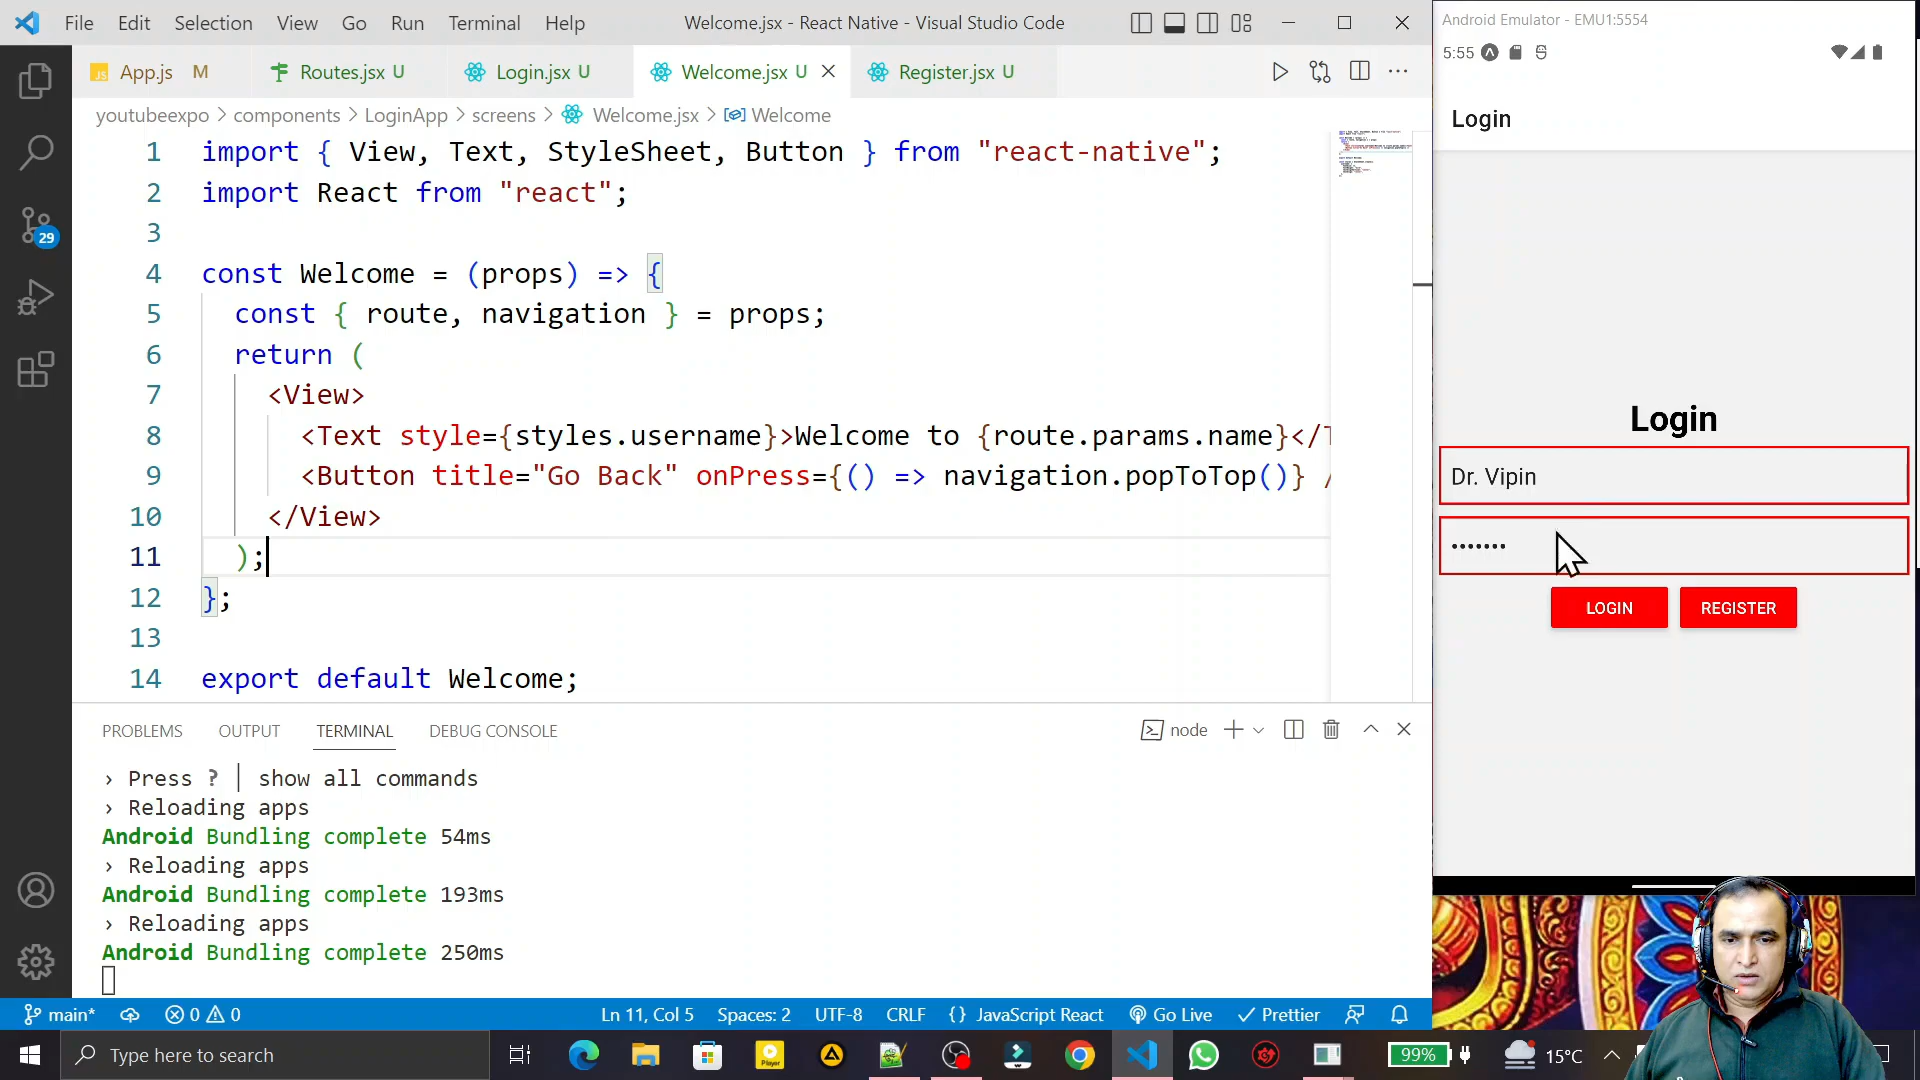 File Edit Selection View Go Run Terminal Help
Welcome.jsx - React Native - Visual Studio Code
Android Emulator - EMU1:5554
5:55
App.js M
Routes.jsx U
Login.jsx U
Welcome.jsx U
Register.jsx U
youtubeexpo > components > LoginApp > screens > Welcome.jsx > Welcome
1 import { View, Text, StyleSheet, Button } from "react-native";
2 import React from "react";
3
4 const Welcome = (props) => {
5 const { route, navigation } = props;
6 return (
7 <View>
8 <Text style={styles.username}>Welcome to {route.params.name}</T
9 <Button title="Go Back" onPress={() => navigation.popToTop()} /
10 </View>
11 );
12 };
13
14 export default Welcome;
Login
Login
Dr. Vipin
•••••••
LOGIN REGISTER
29
PROBLEMS OUTPUT TERMINAL DEBUG CONSOLE
node
› Press ? │ show all commands
› Reloading apps
Android Bundling complete 54ms
› Reloading apps
Android Bundling complete 193ms
› Reloading apps
Android Bundling complete 250ms
main* 0 0 Ln 11, Col 5 Spaces: 2 UTF-8 CRLF {} JavaScript React Go Live Prettier
Type here to search
99%
15°C